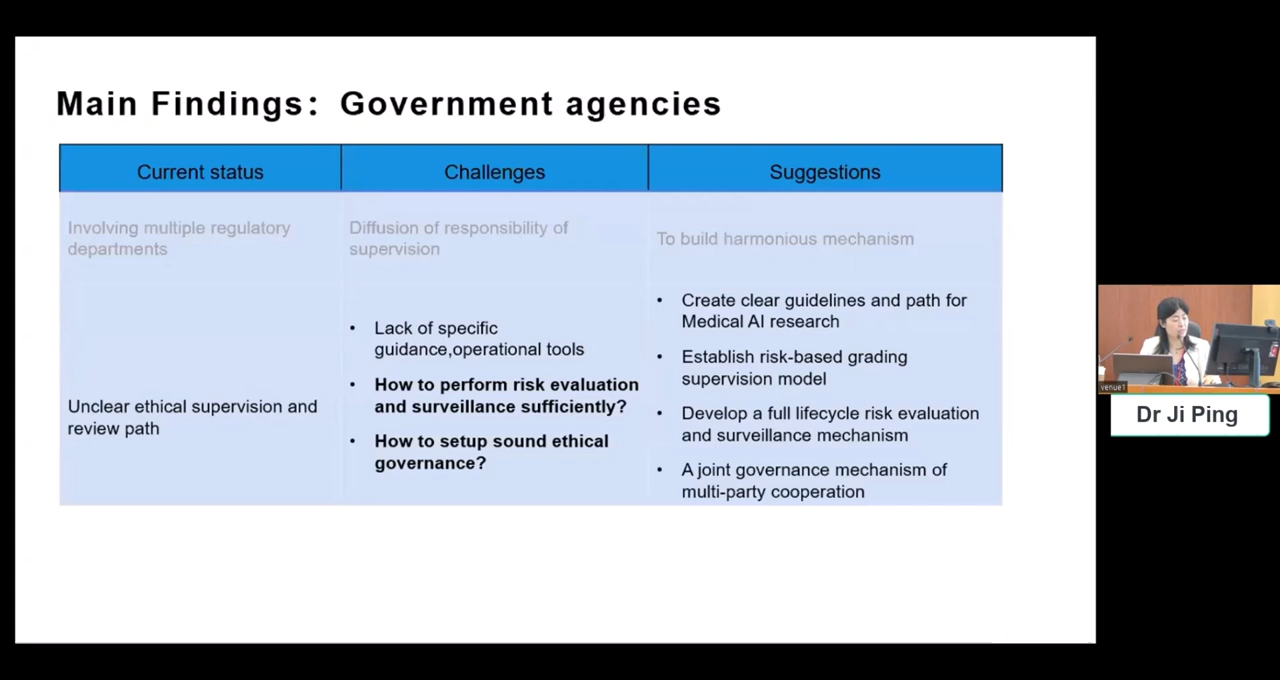 Main Findings: Government agencies
Current status
Challenges
Suggestions
Involving multiple regulatory
departments
Diffusion of responsibility of
supervision
To build harmonious mechanism
Unclear ethical supervision and
review path
• Lack of specific
guidance,operational tools
• How to perform risk evaluation
and surveillance sufficiently?
• How to setup sound ethical
governance?
• Create clear guidelines and path for
Medical AI research
• Establish risk-based grading
supervision model
• Develop a full lifecycle risk evaluation
and surveillance mechanism
• A joint governance mechanism of
multi-party cooperation
venue1
Dr Ji Ping